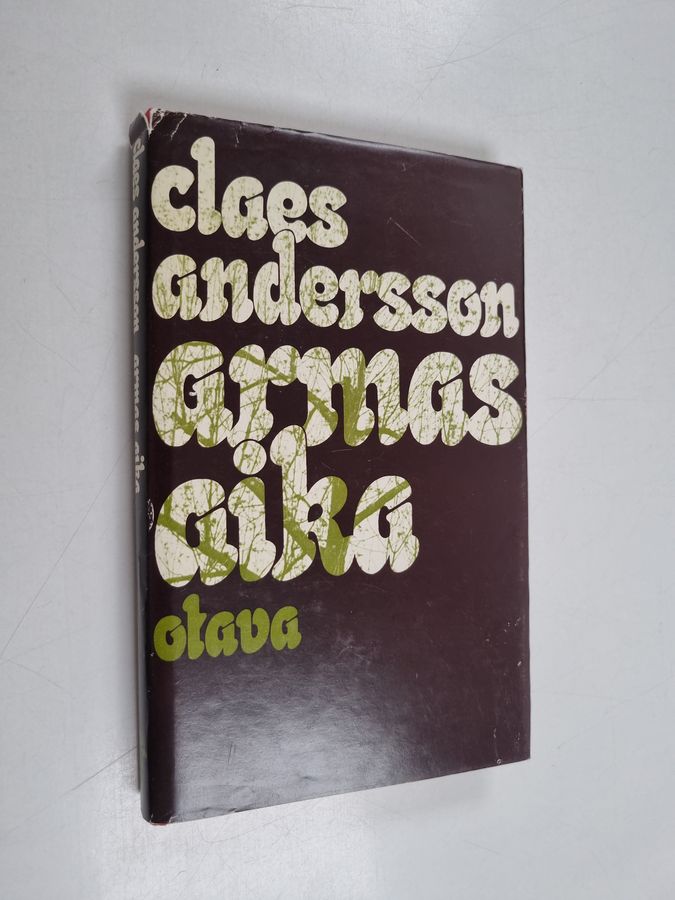 claes
andersson
armas
aika
otava
claes andersson armas aika